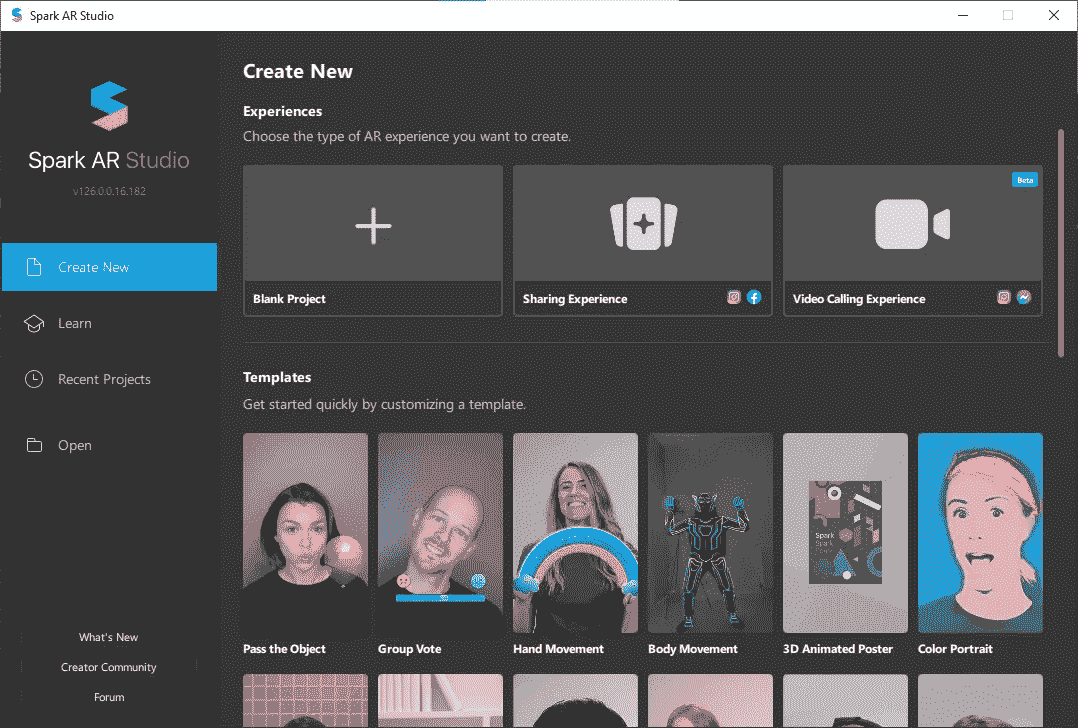 Spark AR Studio
Spark AR Studio
v126.0.0.16.182
Create New
Learn
Recent Projects
Open
What's New
Creator Community
Forum
Create New
Experiences
Choose the type of AR experience you want to create.
Blank Project
Sharing Experience
Beta
Video Calling Experience
Templates
Get started quickly by customizing a template.
Spark
Spark
Spark
Pass the Object
Group Vote
Hand Movement
Body Movement
3D Animated Poster
Color Portrait